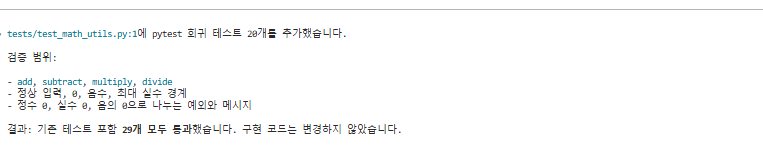 tests/test_math_utils.py:1에 pytest 회귀 테스트 20개를 추가했습니다.
검증 범위:
- add, subtract, multiply, divide
- 정상 입력, 0, 음수, 최대 실수 경계
- 정수 0, 실수 0, 음의 0으로 나누는 예외와 메시지
결과: 기존 테스트 포함 29개 모두 통과했습니다. 구현 코드는 변경하지 않았습니다.